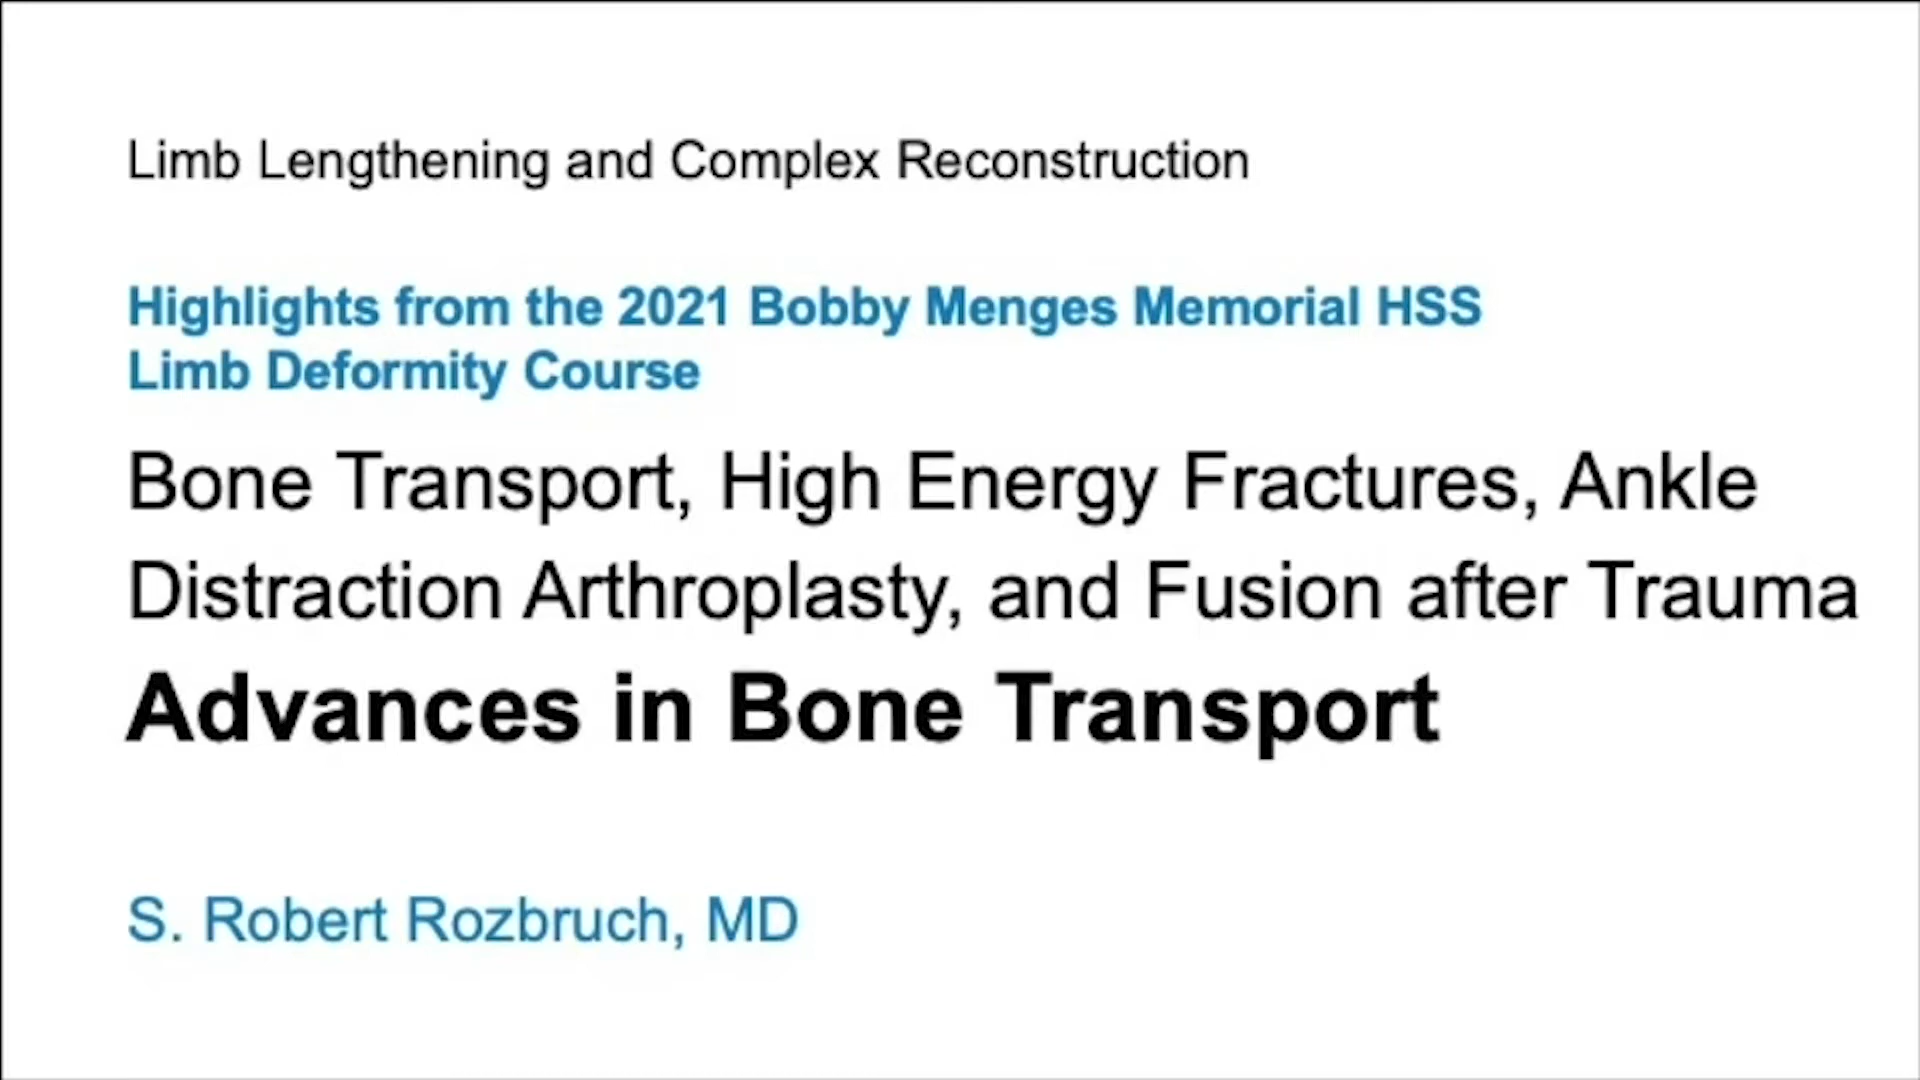 Limb Lengthening and Complex Reconstruction
Highlights from the 2021 Bobby Menges Memorial HSS
Limb Deformity Course
Bone Transport, High Energy Fractures, Ankle
Distraction Arthroplasty, and Fusion after Trauma
Advances in Bone Transport
S. Robert Rozbruch, MD